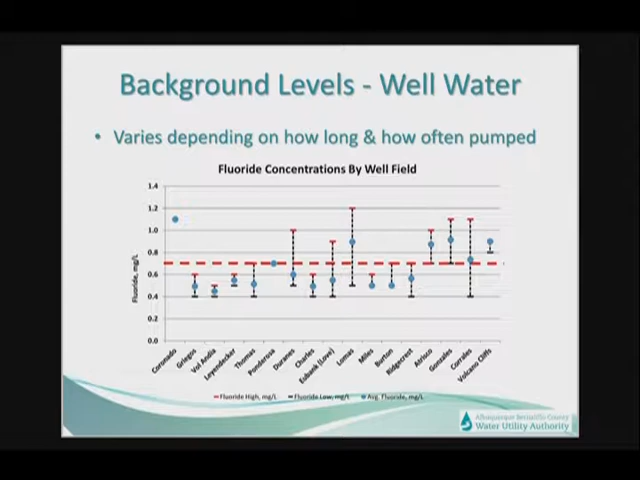 Background Levels - Well Water
• Varies depending on how long & how often pumped
Fluoride Concentrations By Well Field
1.4
1.2
1.0
0.8
0.6
0.4
0.2
0.0
Fluoride, mg/L
Coronado
Griegos
Vol Andia
Leyendecker
Thomas
Ponderosa
Duranes
Charles
Eubank (Love)
Lomas
Miles
Burton
Ridgecrest
Atrisco
Gonzales
Corrales
Volcano Cliffs
Fluoride High, mg/L
Fluoride Low, mg/L
Avg. Fluoride, mg/L
Albuquerque Bernalillo County
Water Utility Authority